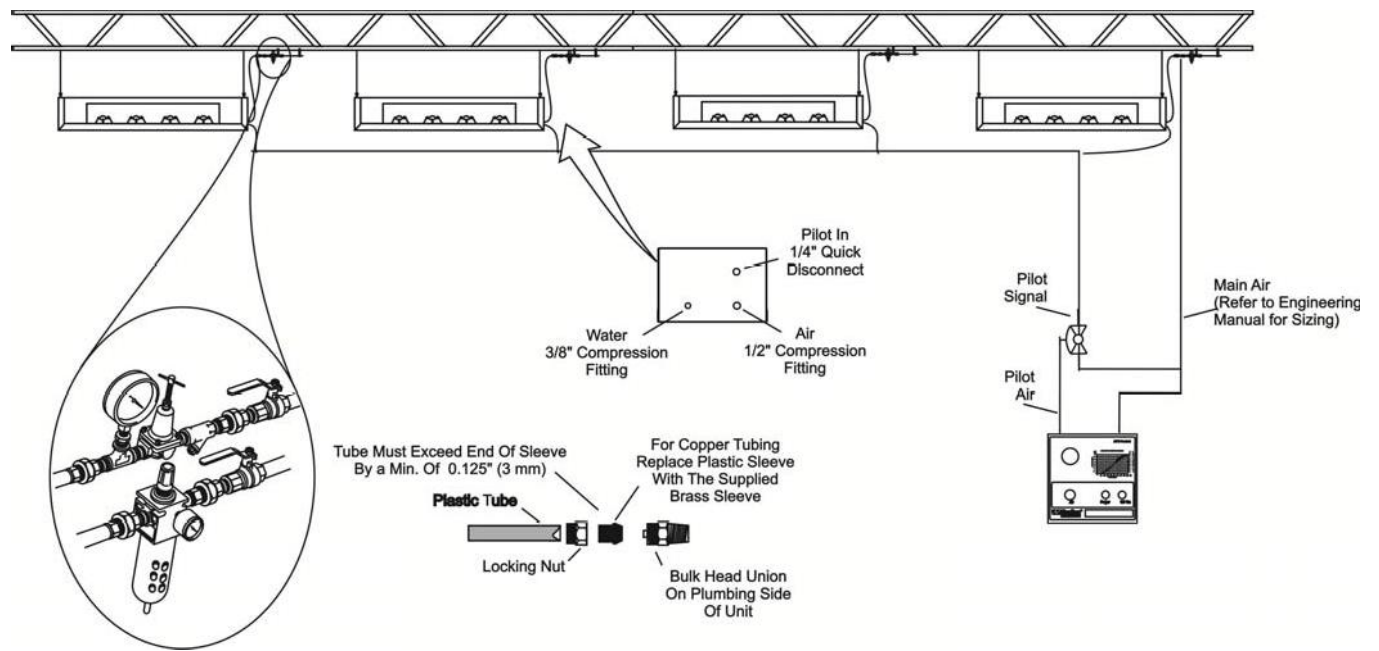 Pilot In
1/4" Quick
Disconnect
Water
3/8" Compression
Fitting
Air
1/2" Compression
Fitting
Pilot
Signal
Main Air
(Refer to Engineering
Manual for Sizing)
Pilot
Air
Tube Must Exceed End Of Sleeve
By a Min. Of 0.125" (3 mm)
For Copper Tubing
Replace Plastic Sleeve
With The Supplied
Brass Sleeve
Plastic Tube
Locking Nut
Bulk Head Union
On Plumbing Side
Of Unit